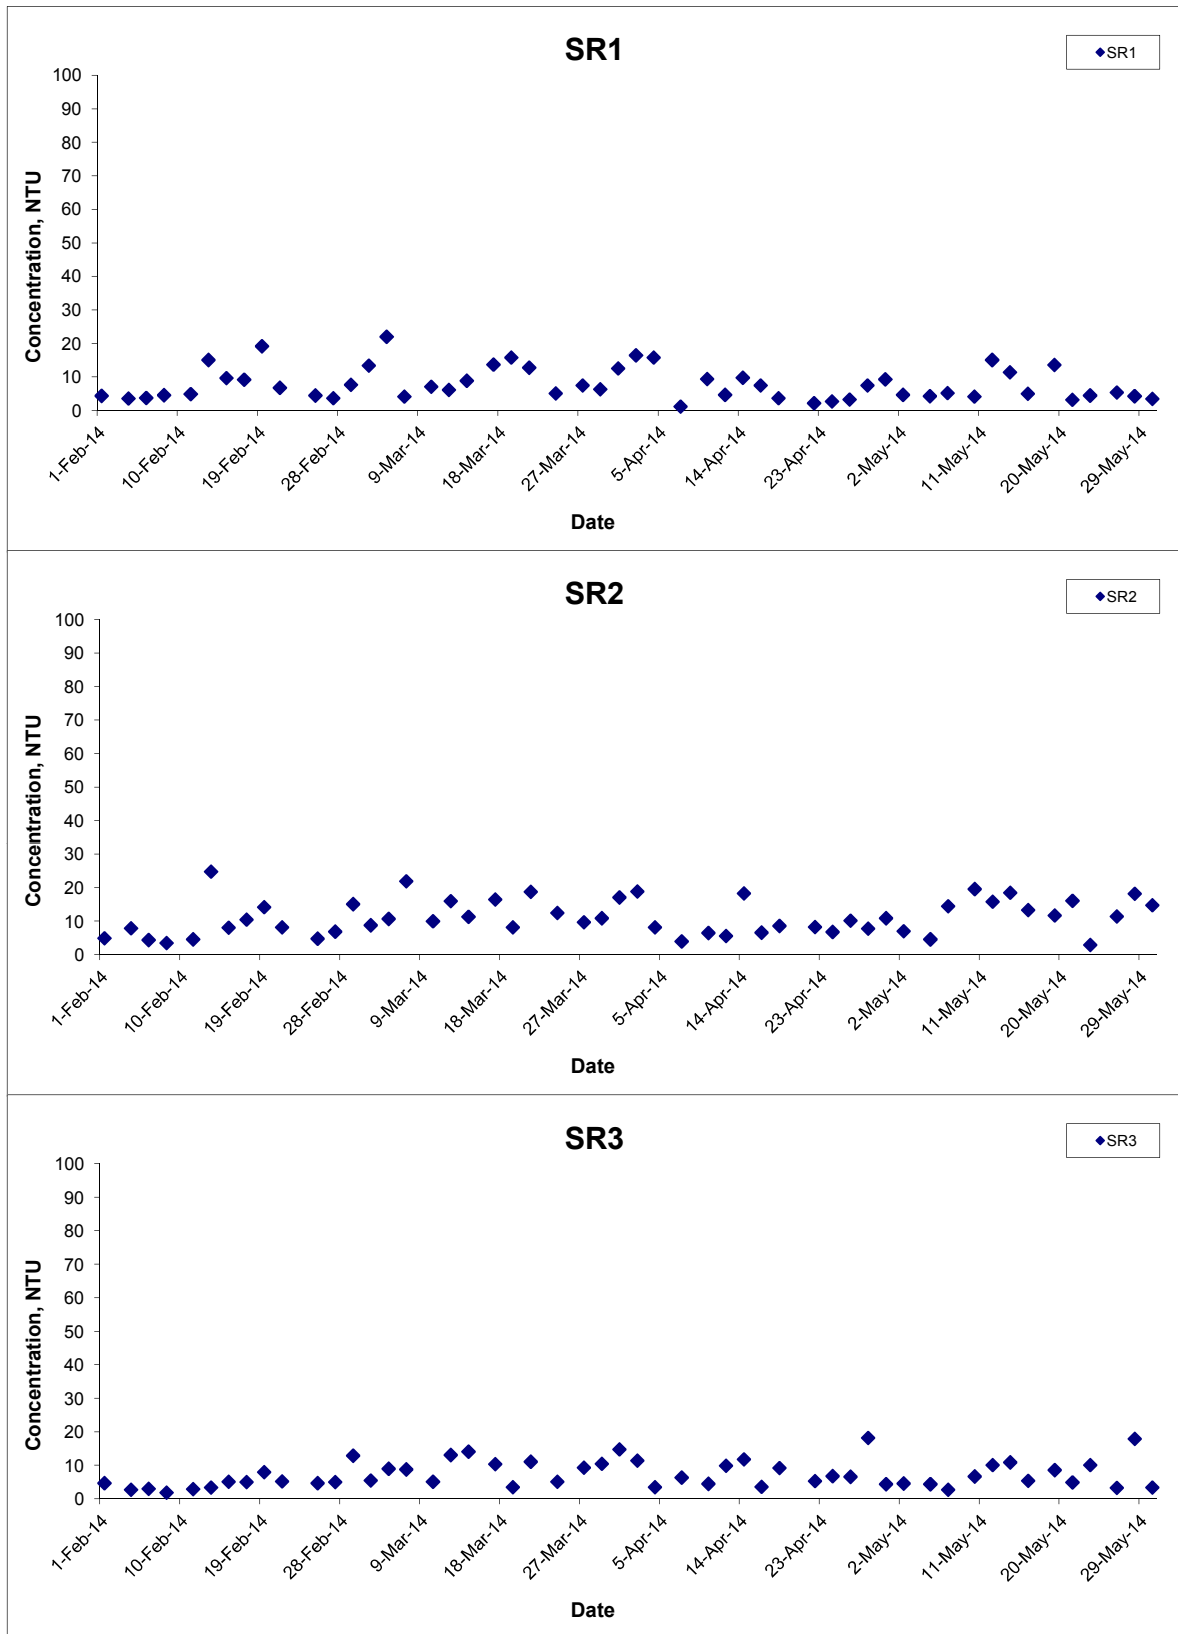 SR1
SR1
Concentration, NTU
100
90
80
70
60
50
40
30
20
10
0
1-Feb-14
10-Feb-14
19-Feb-14
28-Feb-14
9-Mar-14
18-Mar-14
27-Mar-14
5-Apr-14
14-Apr-14
23-Apr-14
2-May-14
11-May-14
20-May-14
29-May-14
Date
SR2
SR2
Concentration, NTU
100
90
80
70
60
50
40
30
20
10
0
1-Feb-14
10-Feb-14
19-Feb-14
28-Feb-14
9-Mar-14
18-Mar-14
27-Mar-14
5-Apr-14
14-Apr-14
23-Apr-14
2-May-14
11-May-14
20-May-14
29-May-14
Date
SR3
SR3
Concentration, NTU
100
90
80
70
60
50
40
30
20
10
0
1-Feb-14
10-Feb-14
19-Feb-14
28-Feb-14
9-Mar-14
18-Mar-14
27-Mar-14
5-Apr-14
14-Apr-14
23-Apr-14
2-May-14
11-May-14
20-May-14
29-May-14
Date